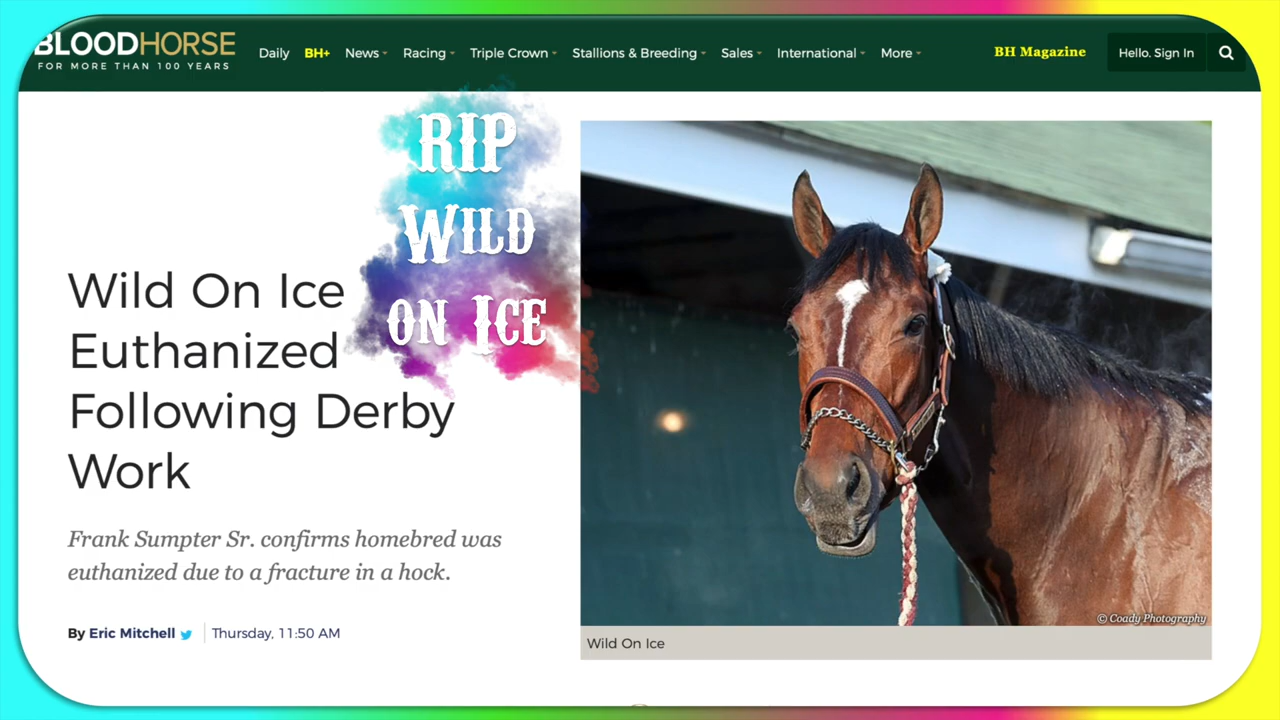 BLOODHORSE
FOR MORE THAN 100 YEARS
Daily BH+ News Racing Triple Crown Stallions & Breeding Sales International More BH Magazine Hello. Sign In
RIP
WILD
ON ICE
Wild On Ice
Euthanized
Following Derby
Work
Frank Sumpter Sr. confirms homebred was
euthanized due to a fracture in a hock.
By Eric Mitchell Thursday, 11:50 AM
© Coady Photography
Wild On Ice